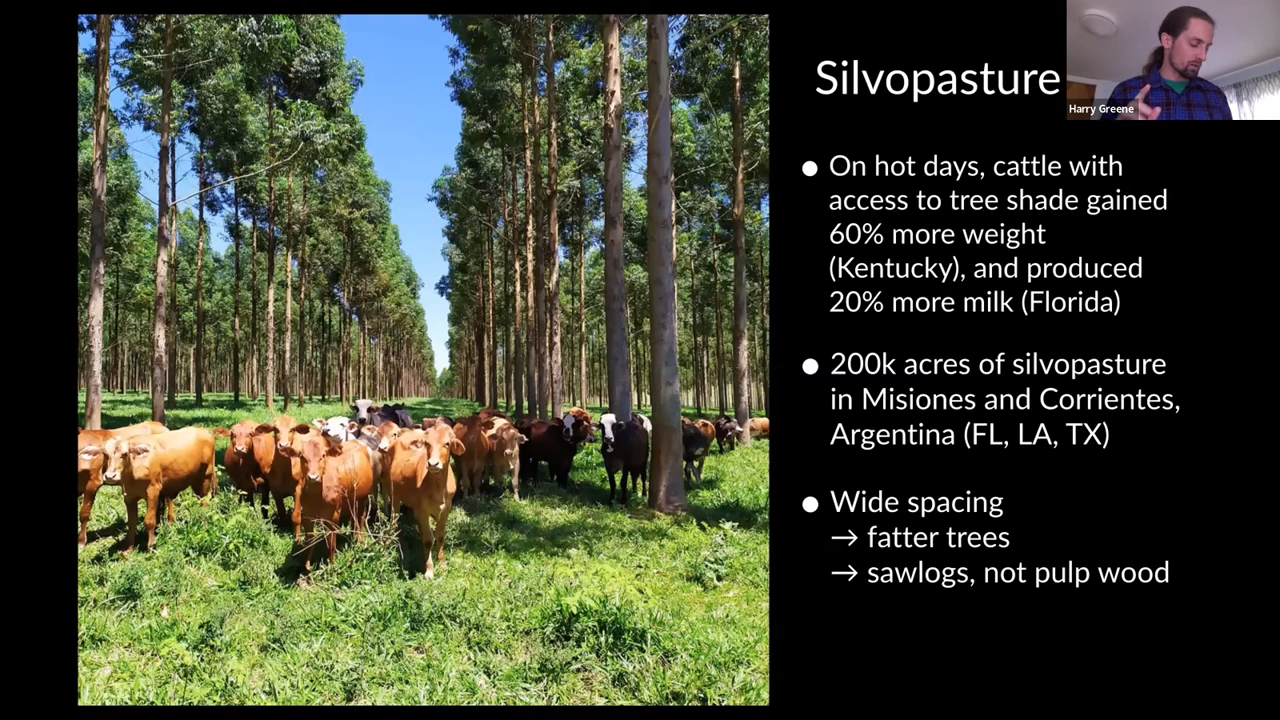 Silvopasture
Harry Greene
● On hot days, cattle with
access to tree shade gained
60% more weight
(Kentucky), and produced
20% more milk (Florida)
● 200k acres of silvopasture
in Misiones and Corrientes,
Argentina (FL, LA, TX)
● Wide spacing
→ fatter trees
→ sawlogs, not pulp wood